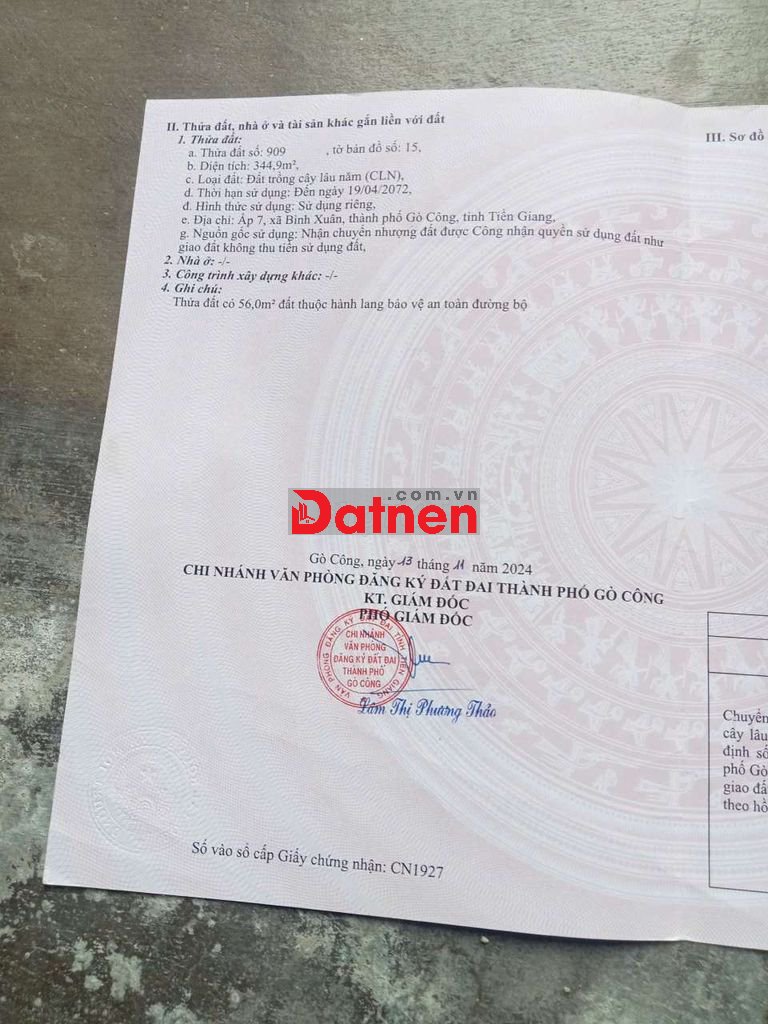 II. Thửa đất, nhà ở và tài sản khác gắn liền với đất
1. Thửa đất:
a. Thửa đất số: 909 , tờ bản đồ số: 15,
b. Diện tích: 344,9m²,
c. Loại đất: Đất trồng cây lâu năm (CLN),
d. Thời hạn sử dụng: Đến ngày 19/04/2072,
đ. Hình thức sử dụng: Sử dụng riêng,
e. Địa chỉ: Ấp 7, xã Bình Xuân, thành phố Gò Công, tỉnh Tiền Giang,
g. Nguồn gốc sử dụng: Nhận chuyển nhượng đất được Công nhận quyền sử dụng đất như
giao đất không thu tiền sử dụng đất,
2. Nhà ở: -/-
3. Công trình xây dựng khác: -/-
4. Ghi chú:
Thửa đất có 56,0m² đất thuộc hành lang bảo vệ an toàn đường bộ
III. Sơ đồ
.com.vn
Datnen
Gò Công, ngày 13 tháng 11 năm 2024
CHI NHÁNH VĂN PHÒNG ĐĂNG KÝ ĐẤT ĐAI THÀNH PHỐ GÒ CÔNG
KT. GIÁM ĐỐC
PHÓ GIÁM ĐỐC
VĂN PHÒNG ĐĂNG KÝ ĐẤT ĐAI TỈNH TIỀN GIANG
CHI NHÁNH
VĂN PHÒNG
ĐĂNG KÝ ĐẤT ĐAI
THÀNH PHỐ
GÒ CÔNG
Lâm Thị Phương Thảo
Số vào sổ cấp Giấy chứng nhận: CN1927
Chuyển
cây lâu
định số
phố Gò
giao đấ
theo hồ